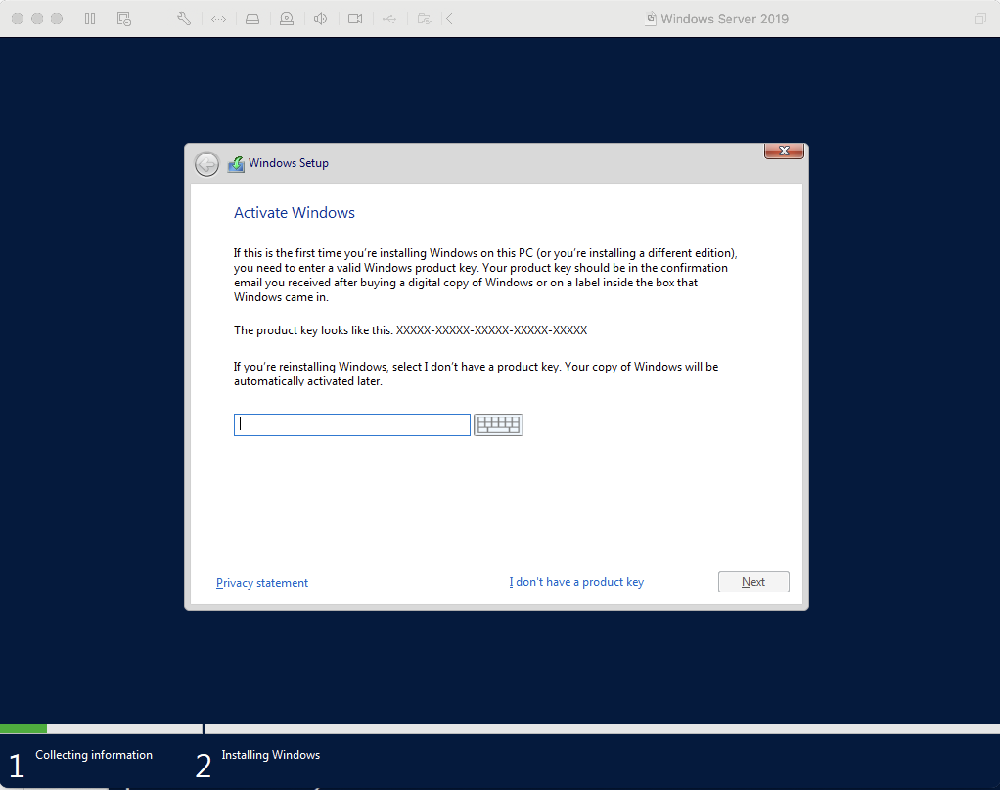 Windows Server 2019
Windows Setup
Activate Windows
If this is the first time you're installing Windows on this PC (or you're installing a different edition),
you need to enter a valid Windows product key. Your product key should be in the confirmation
email you received after buying a digital copy of Windows or on a label inside the box that
Windows came in.
The product key looks like this: XXXXX-XXXXX-XXXXX-XXXXX-XXXXX
If you're reinstalling Windows, select I don't have a product key. Your copy of Windows will be
automatically activated later.
Privacy statement
I don't have a product key
Next
1 Collecting information
2 Installing Windows